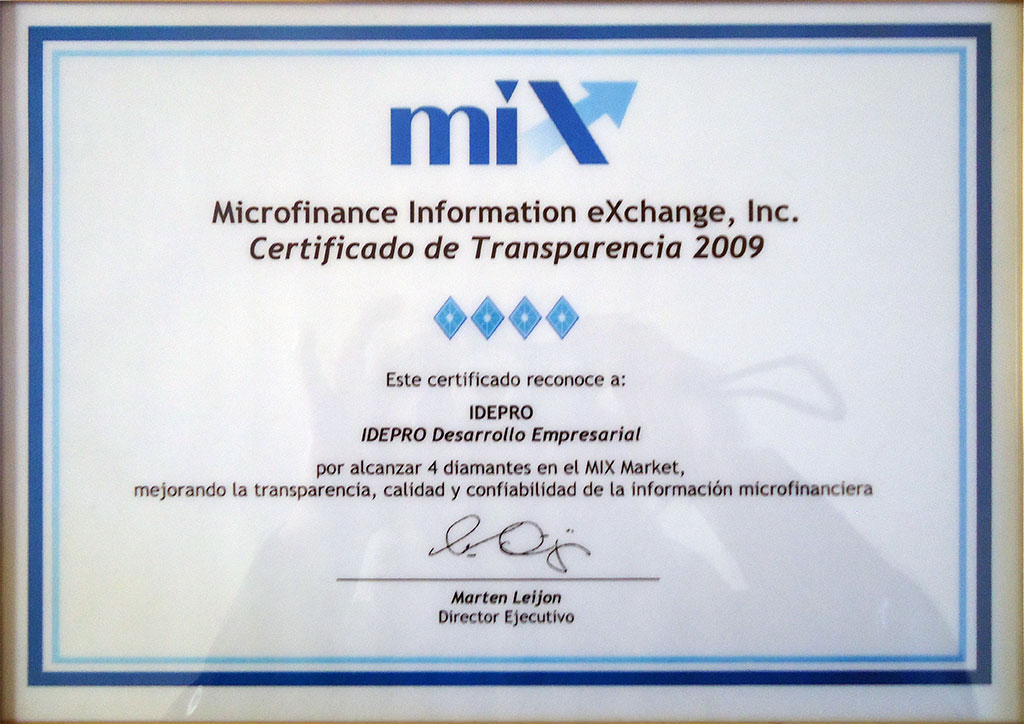 miX
Microfinance Information eXchange, Inc.
Certificado de Transparencia 2009
Este certificado reconoce a:
IDEPRO
IDEPRO Desarrollo Empresarial
por alcanzar 4 diamantes en el MIX Market,
mejorando la transparencia, calidad y confiabilidad de la información microfinanciera
Marten Leijon
Director Ejecutivo